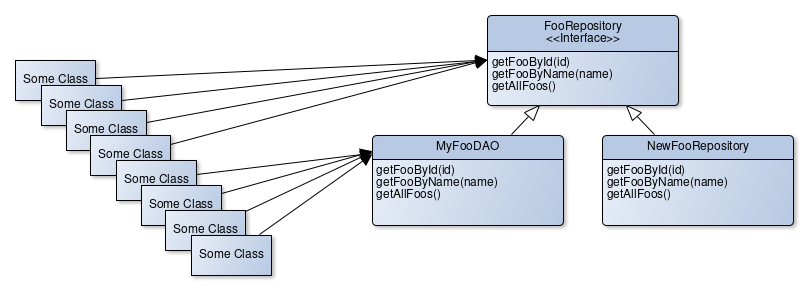 FooRepository
<<Interface>>
getFooById(id)
getFooByName(name)
getAllFoos()
Some Class
Some Class
Some Class
Some Class
Some Class
Some Class
Some Class
Some Class
MyFooDAO
getFooById(id)
getFooByName(name)
getAllFoos()
NewFooRepository
getFooById(id)
getFooByName(name)
getAllFoos()